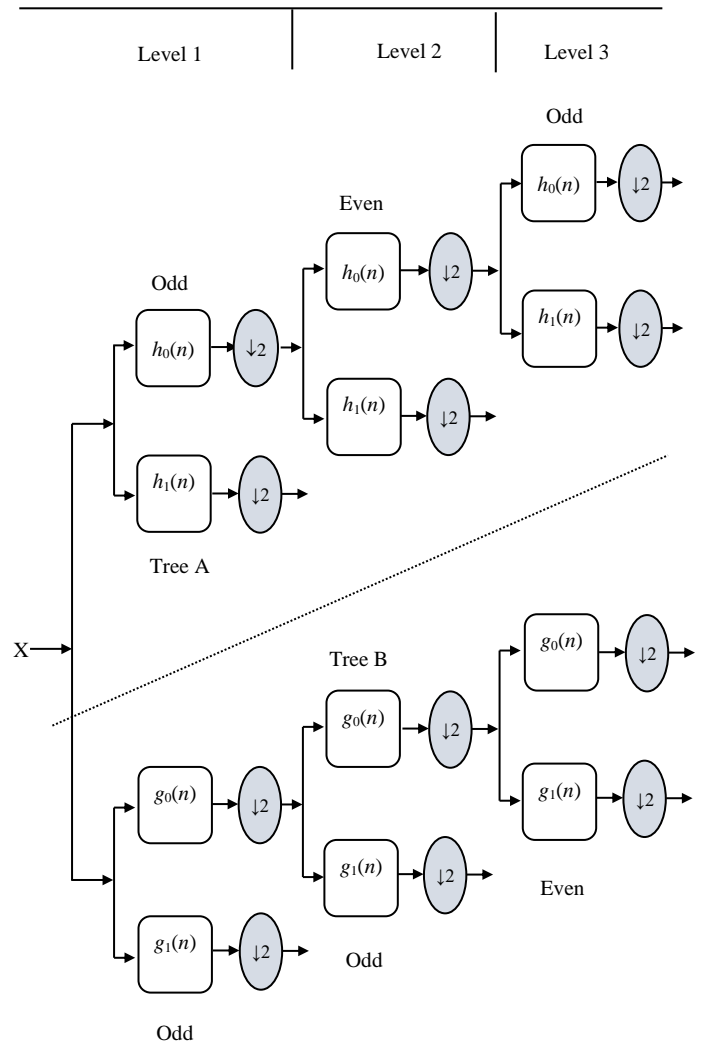 Level 1
Level 2
Level 3
Odd
h₀(n)
↓2
Even
h₀(n)
↓2
h₁(n)
↓2
Odd
h₀(n)
↓2
h₁(n)
↓2
h₁(n)
↓2
Tree A
X
Tree B
g₀(n)
↓2
g₀(n)
↓2
g₁(n)
↓2
g₀(n)
↓2
g₁(n)
↓2
Even
g₁(n)
↓2
Odd
Odd